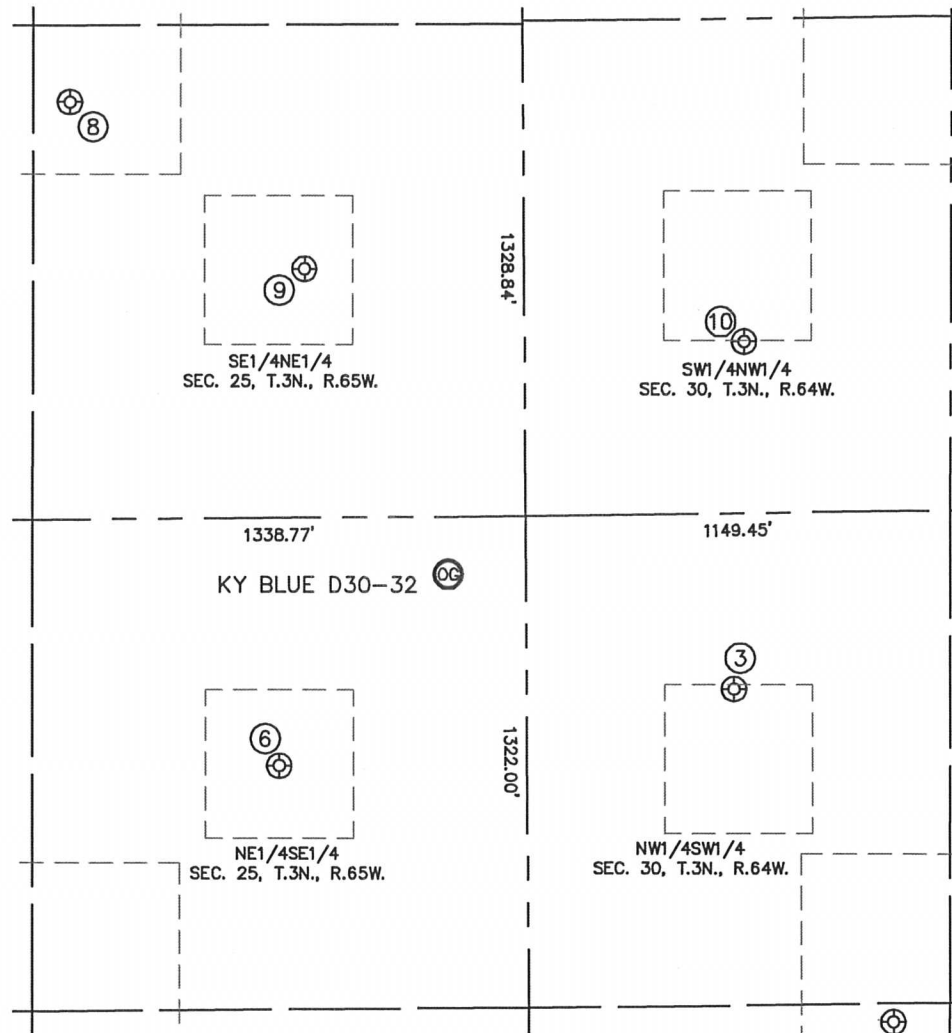 8
9
1328.84'
10
SE1/4NE1/4
SEC. 25, T.3N., R.65W.
SW1/4NW1/4
SEC. 30, T.3N., R.64W.
1338.77'
1149.45'
KY BLUE D30-32
OG
3
6
1322.00'
NE1/4SE1/4
SEC. 25, T.3N., R.65W.
NW1/4SW1/4
SEC. 30, T.3N., R.64W.